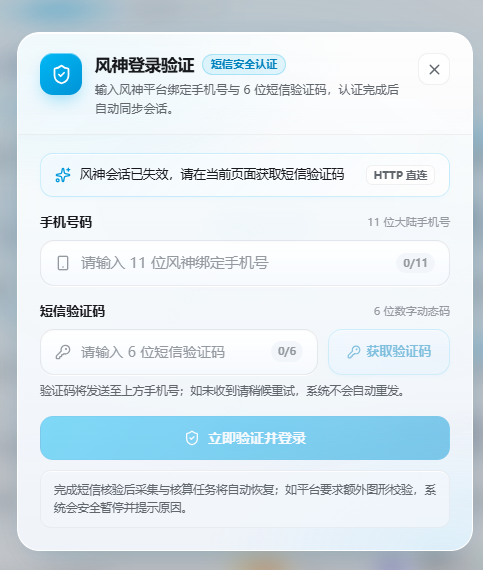 风神登录验证 短信安全认证
输入风神平台绑定手机号与 6 位短信验证码，认证完成后
自动同步会话。
风神会话已失效，请在当前页面获取短信验证码 HTTP 直连
手机号码 11 位大陆手机号
请输入 11 位风神绑定手机号 0/11
短信验证码 6 位数字动态码
请输入 6 位短信验证码 0/6 获取验证码
验证码将发送至上方手机号；如未收到请稍候重试，系统不会自动重发。
立即验证并登录
完成短信核验后采集与核算任务将自动恢复；如平台要求额外图形校验，系
统会安全暂停并提示原因。